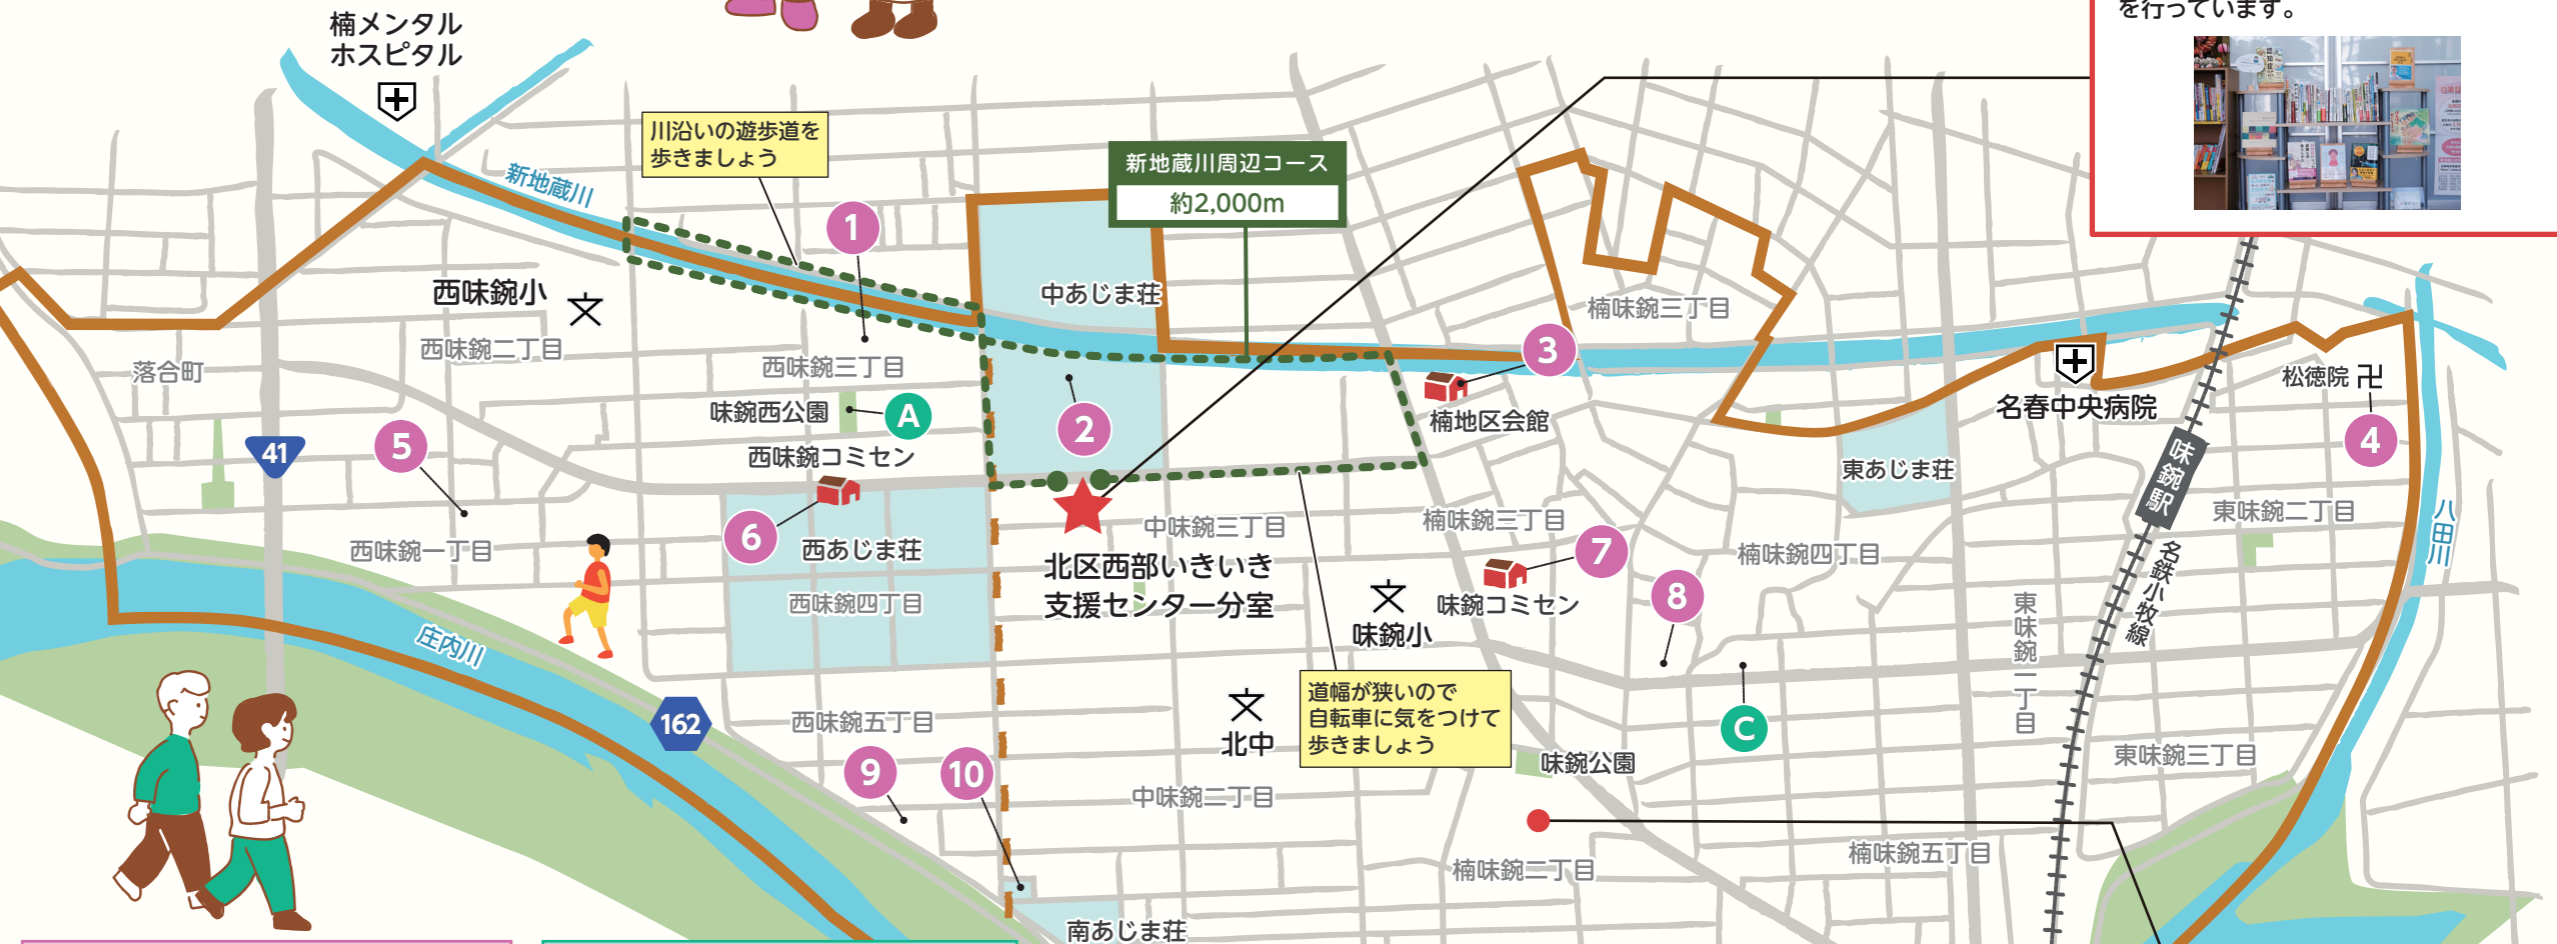 を行っています。
楠メンタル
ホスピタル
川沿いの遊歩道を
歩きましょう
新地蔵川周辺コース
約2,000m
新地蔵川
1
西味鋺小
文
中あじま荘
楠味鋺三丁目
3
西味鋺二丁目
西味鋺三丁目
落合町
味鋺西公園
A
2
楠地区会館
名春中央病院
松徳院
卍
4
41
5
西味鋺コミセン
東あじま荘
味鋺駅
6
西あじま荘
中味鋺三丁目
楠味鋺三丁目
東味鋺二丁目
八田川
西味鋺一丁目
7
楠味鋺四丁目
名鉄小牧線
北区西部いきいき
支援センター分室
西味鋺四丁目
文
味鋺小
味鋺コミセン
8
東味鋺一丁目
庄内川
162
西味鋺五丁目
文
北中
道幅が狭いので
自転車に気をつけて
歩きましょう
C
味鋺公園
東味鋺三丁目
9
10
中味鋺二丁目
楠味鋺二丁目
楠味鋺五丁目
南あじま荘